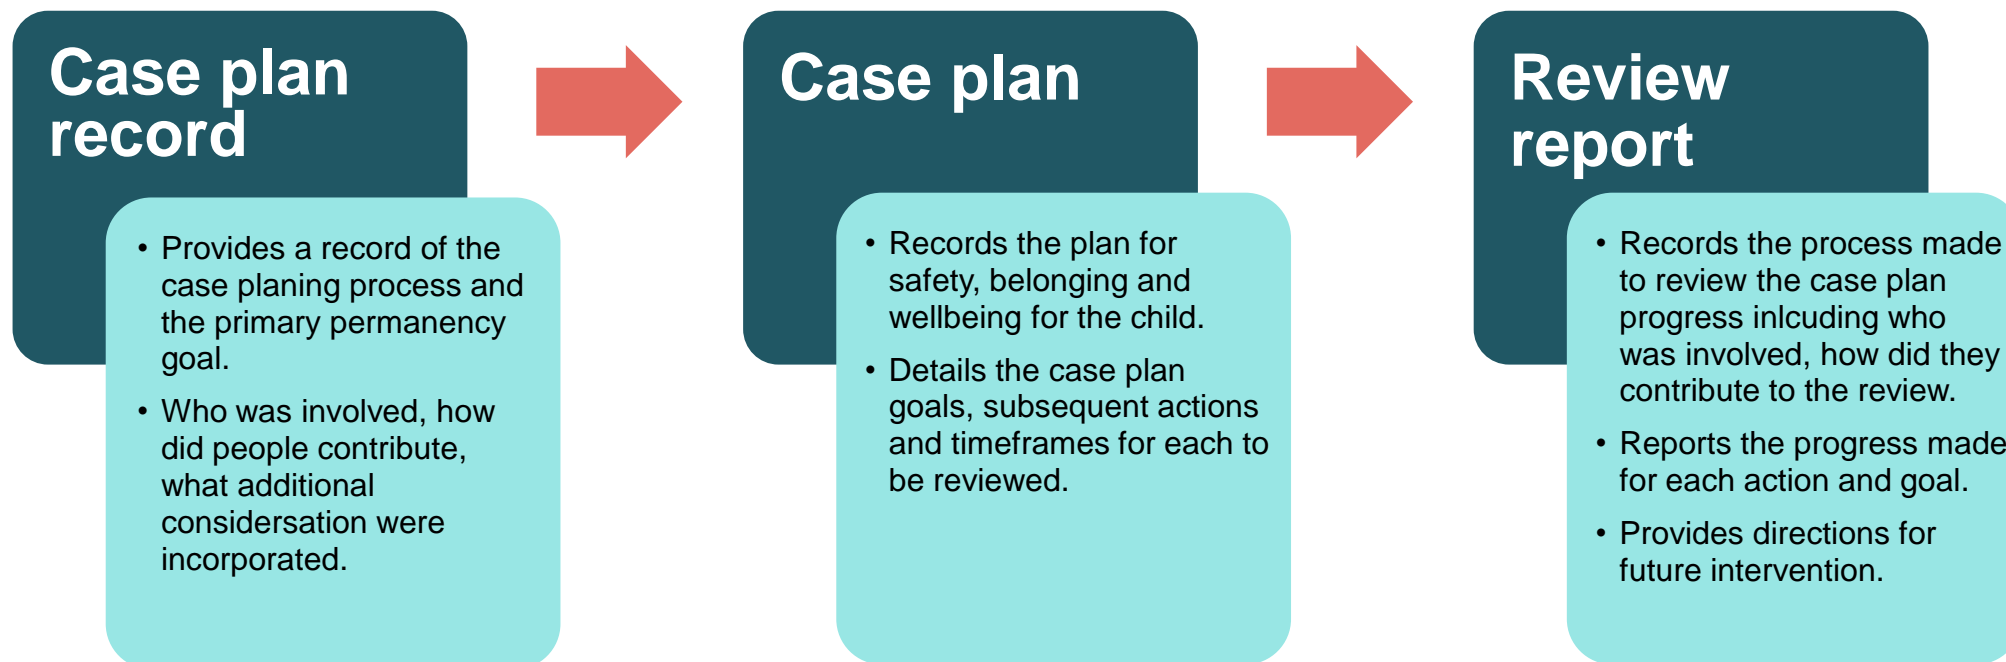 Case plan
record
• Provides a record of the
case planing process and
the primary permanency
goal.
• Who was involved, how
did people contribute,
what additional
considersation were
incorporated.
Case plan
• Records the plan for
safety, belonging and
wellbeing for the child.
• Details the case plan
goals, subsequent actions
and timeframes for each to
be reviewed.
Review
report
• Records the process made
to review the case plan
progress inlcuding who
was involved, how did they
contribute to the review.
• Reports the progress made
for each action and goal.
• Provides directions for
future intervention.